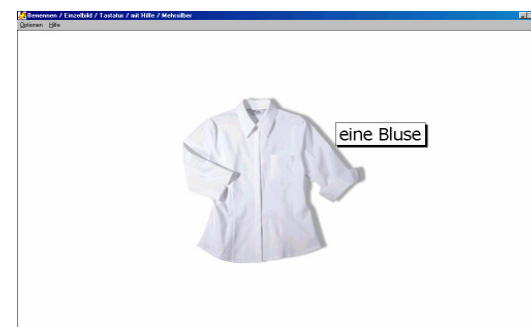 Benennen / Einzelbild / Tastatur / mit Hilfe / Mehrsilber
Optionen Hilfe
eine Bluse